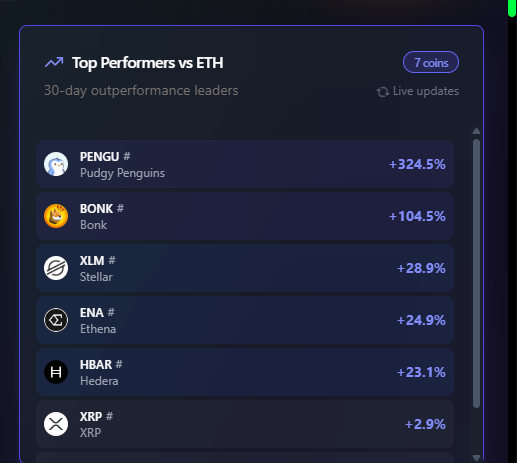 Top Performers vs ETH
7 coins
30-day outperformance leaders
Live updates
PENGU #
Pudgy Penguins
+324.5%
BONK #
Bonk
+104.5%
XLM #
Stellar
+28.9%
ENA #
Ethena
+24.9%
HBAR #
Hedera
+23.1%
XRP #
XRP
+2.9%